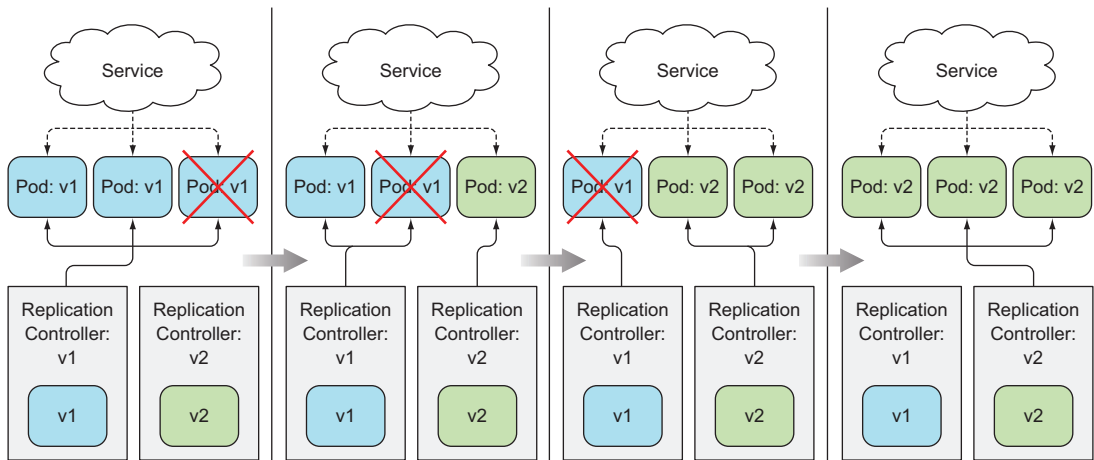 Service
Pod: v1
Pod: v1
Pod: v1
Replication
Controller:
v1
v1
Replication
Controller:
v2
v2
Service
Pod: v1
Pod: v1
Pod: v2
Replication
Controller:
v1
v1
Replication
Controller:
v2
v2
Service
Pod: v1
Pod: v2
Pod: v2
Replication
Controller:
v1
v1
Replication
Controller:
v2
v2
Service
Pod: v2
Pod: v2
Pod: v2
Replication
Controller:
v1
v1
Replication
Controller:
v2
v2